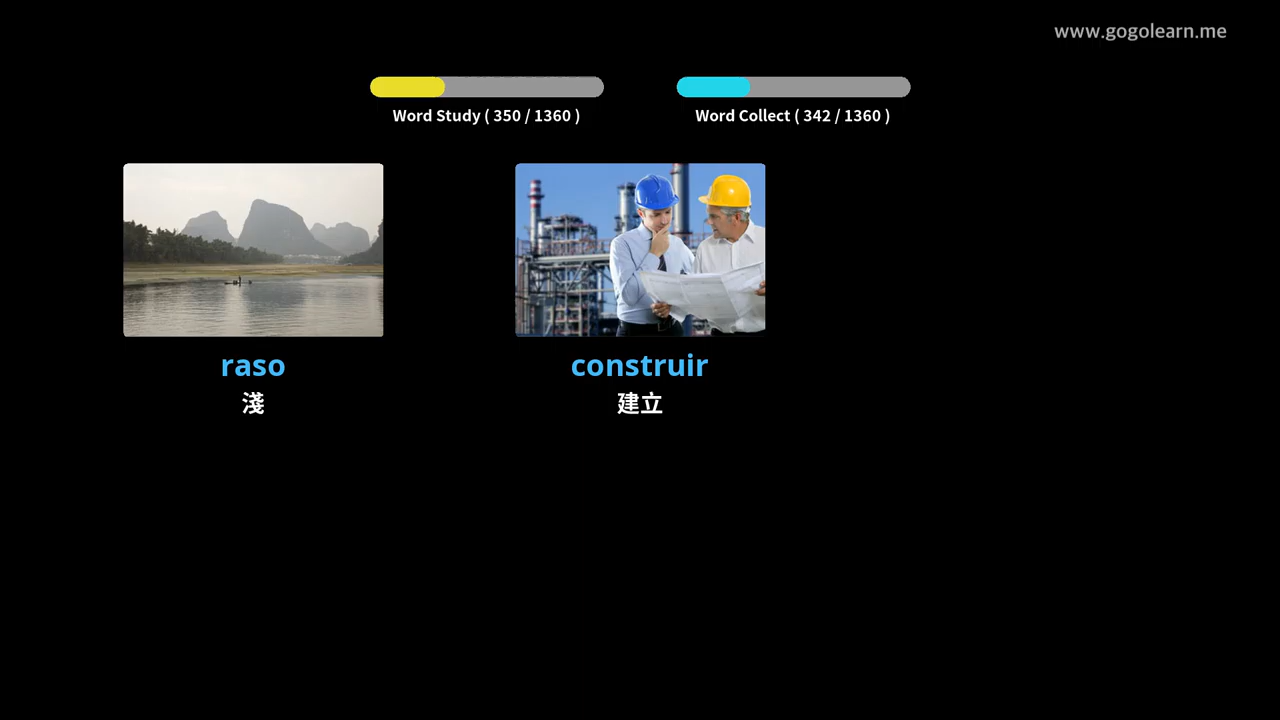 www.gogolearn.me
Word Study ( 350 / 1360 )
Word Collect ( 342 / 1360 )
raso
淺
construir
建立